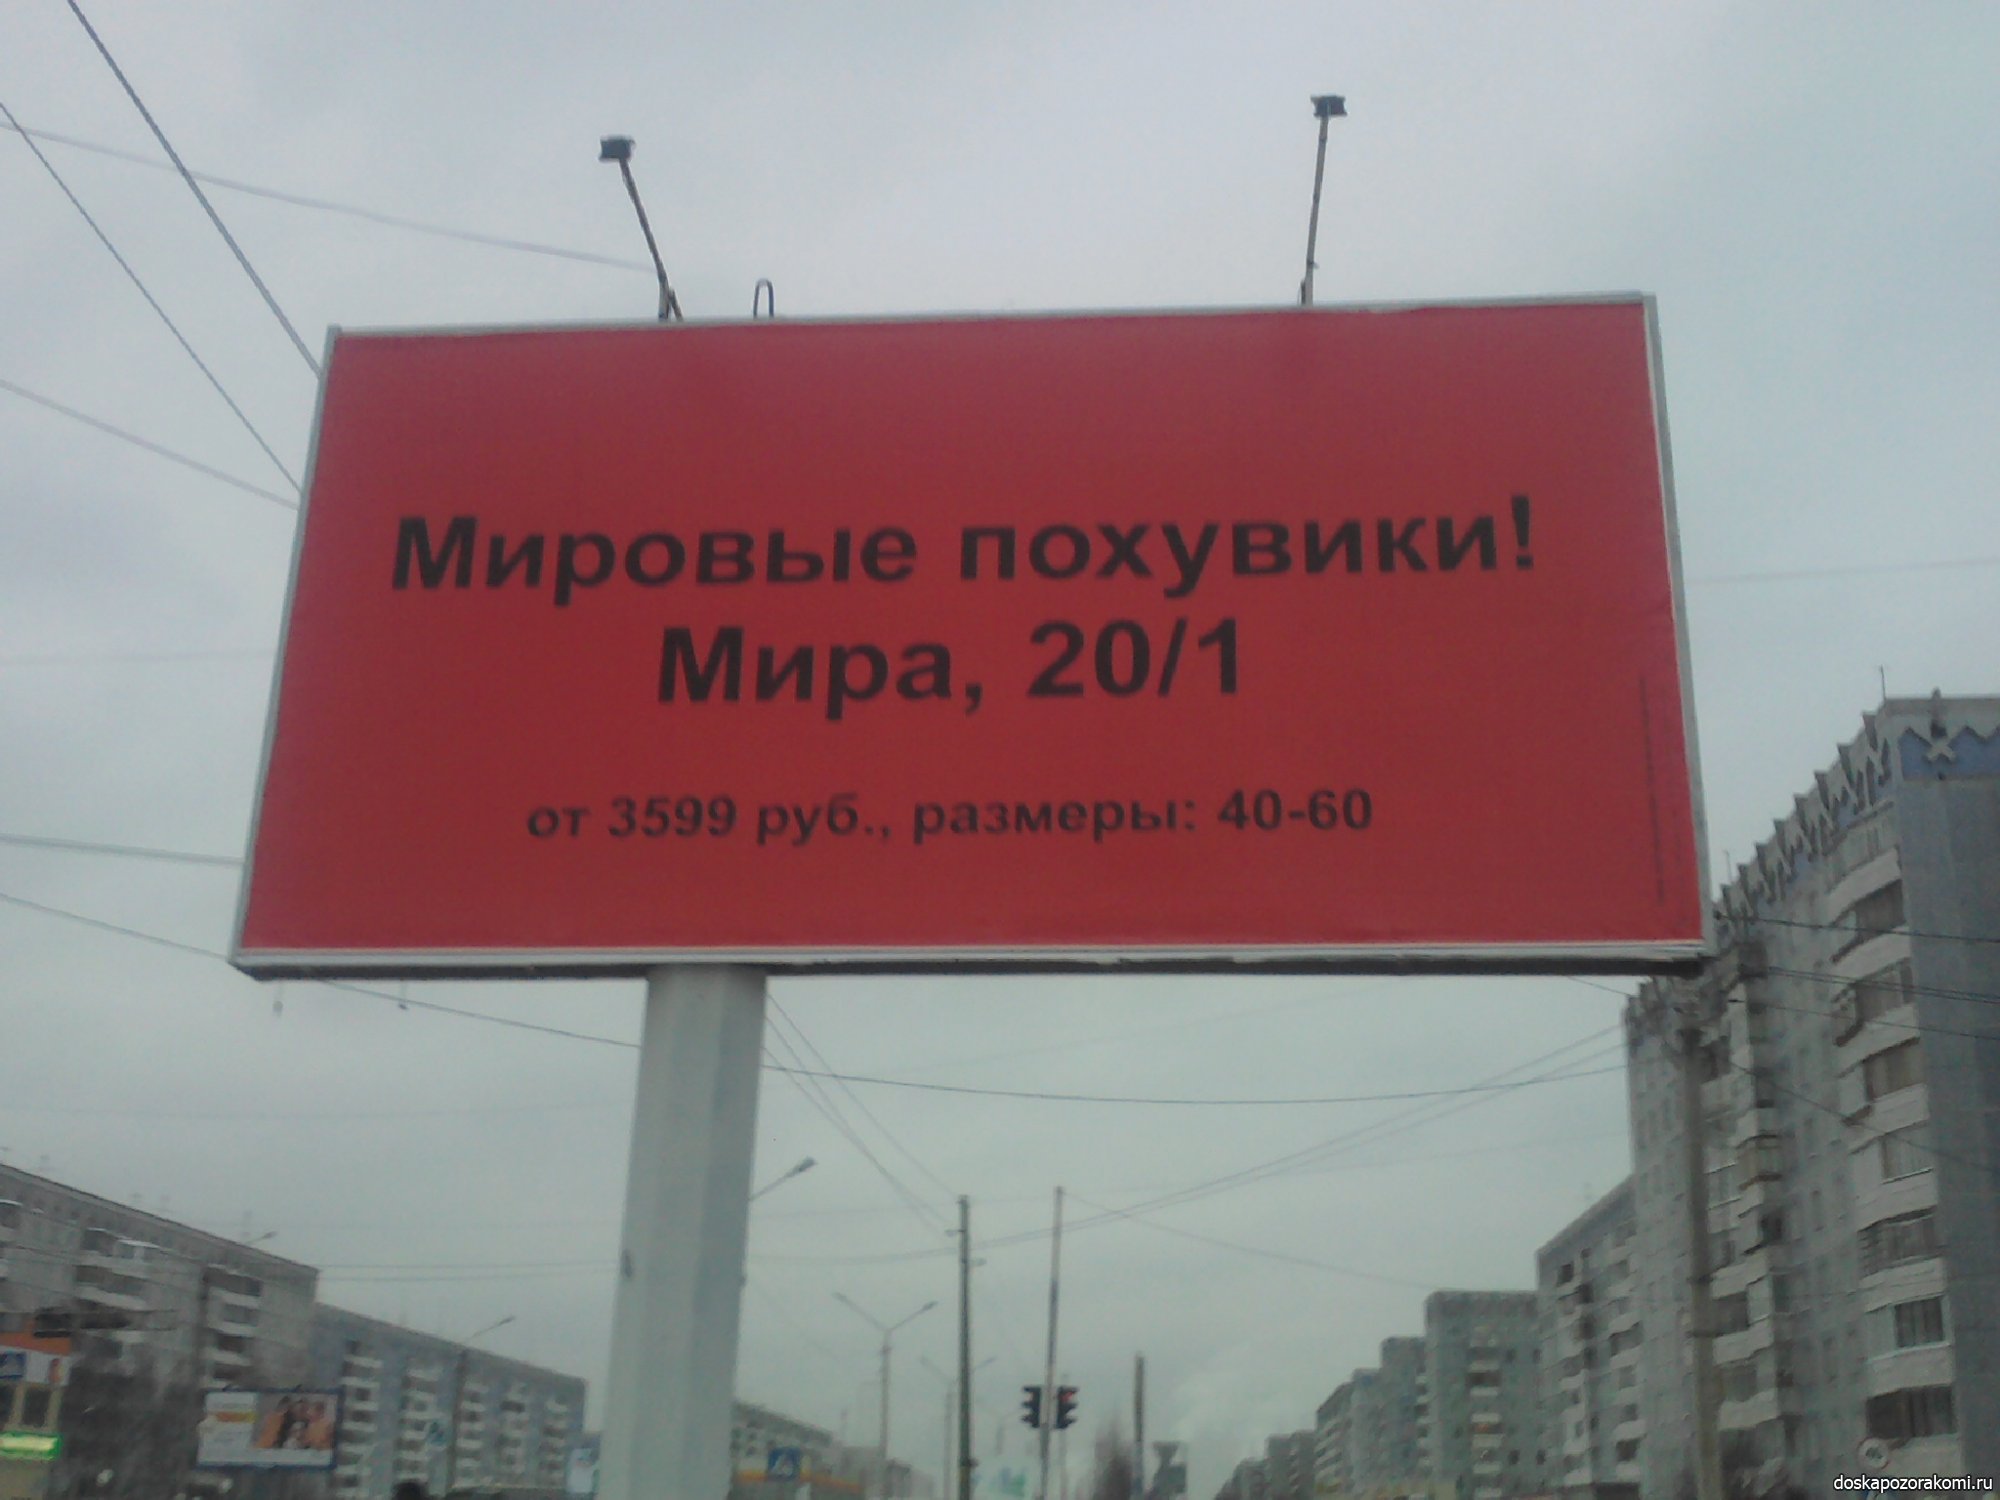 Мировые похувики!
Мира, 20/1
от 3599 руб., размеры: 40-60
doskapozorakomi.ru